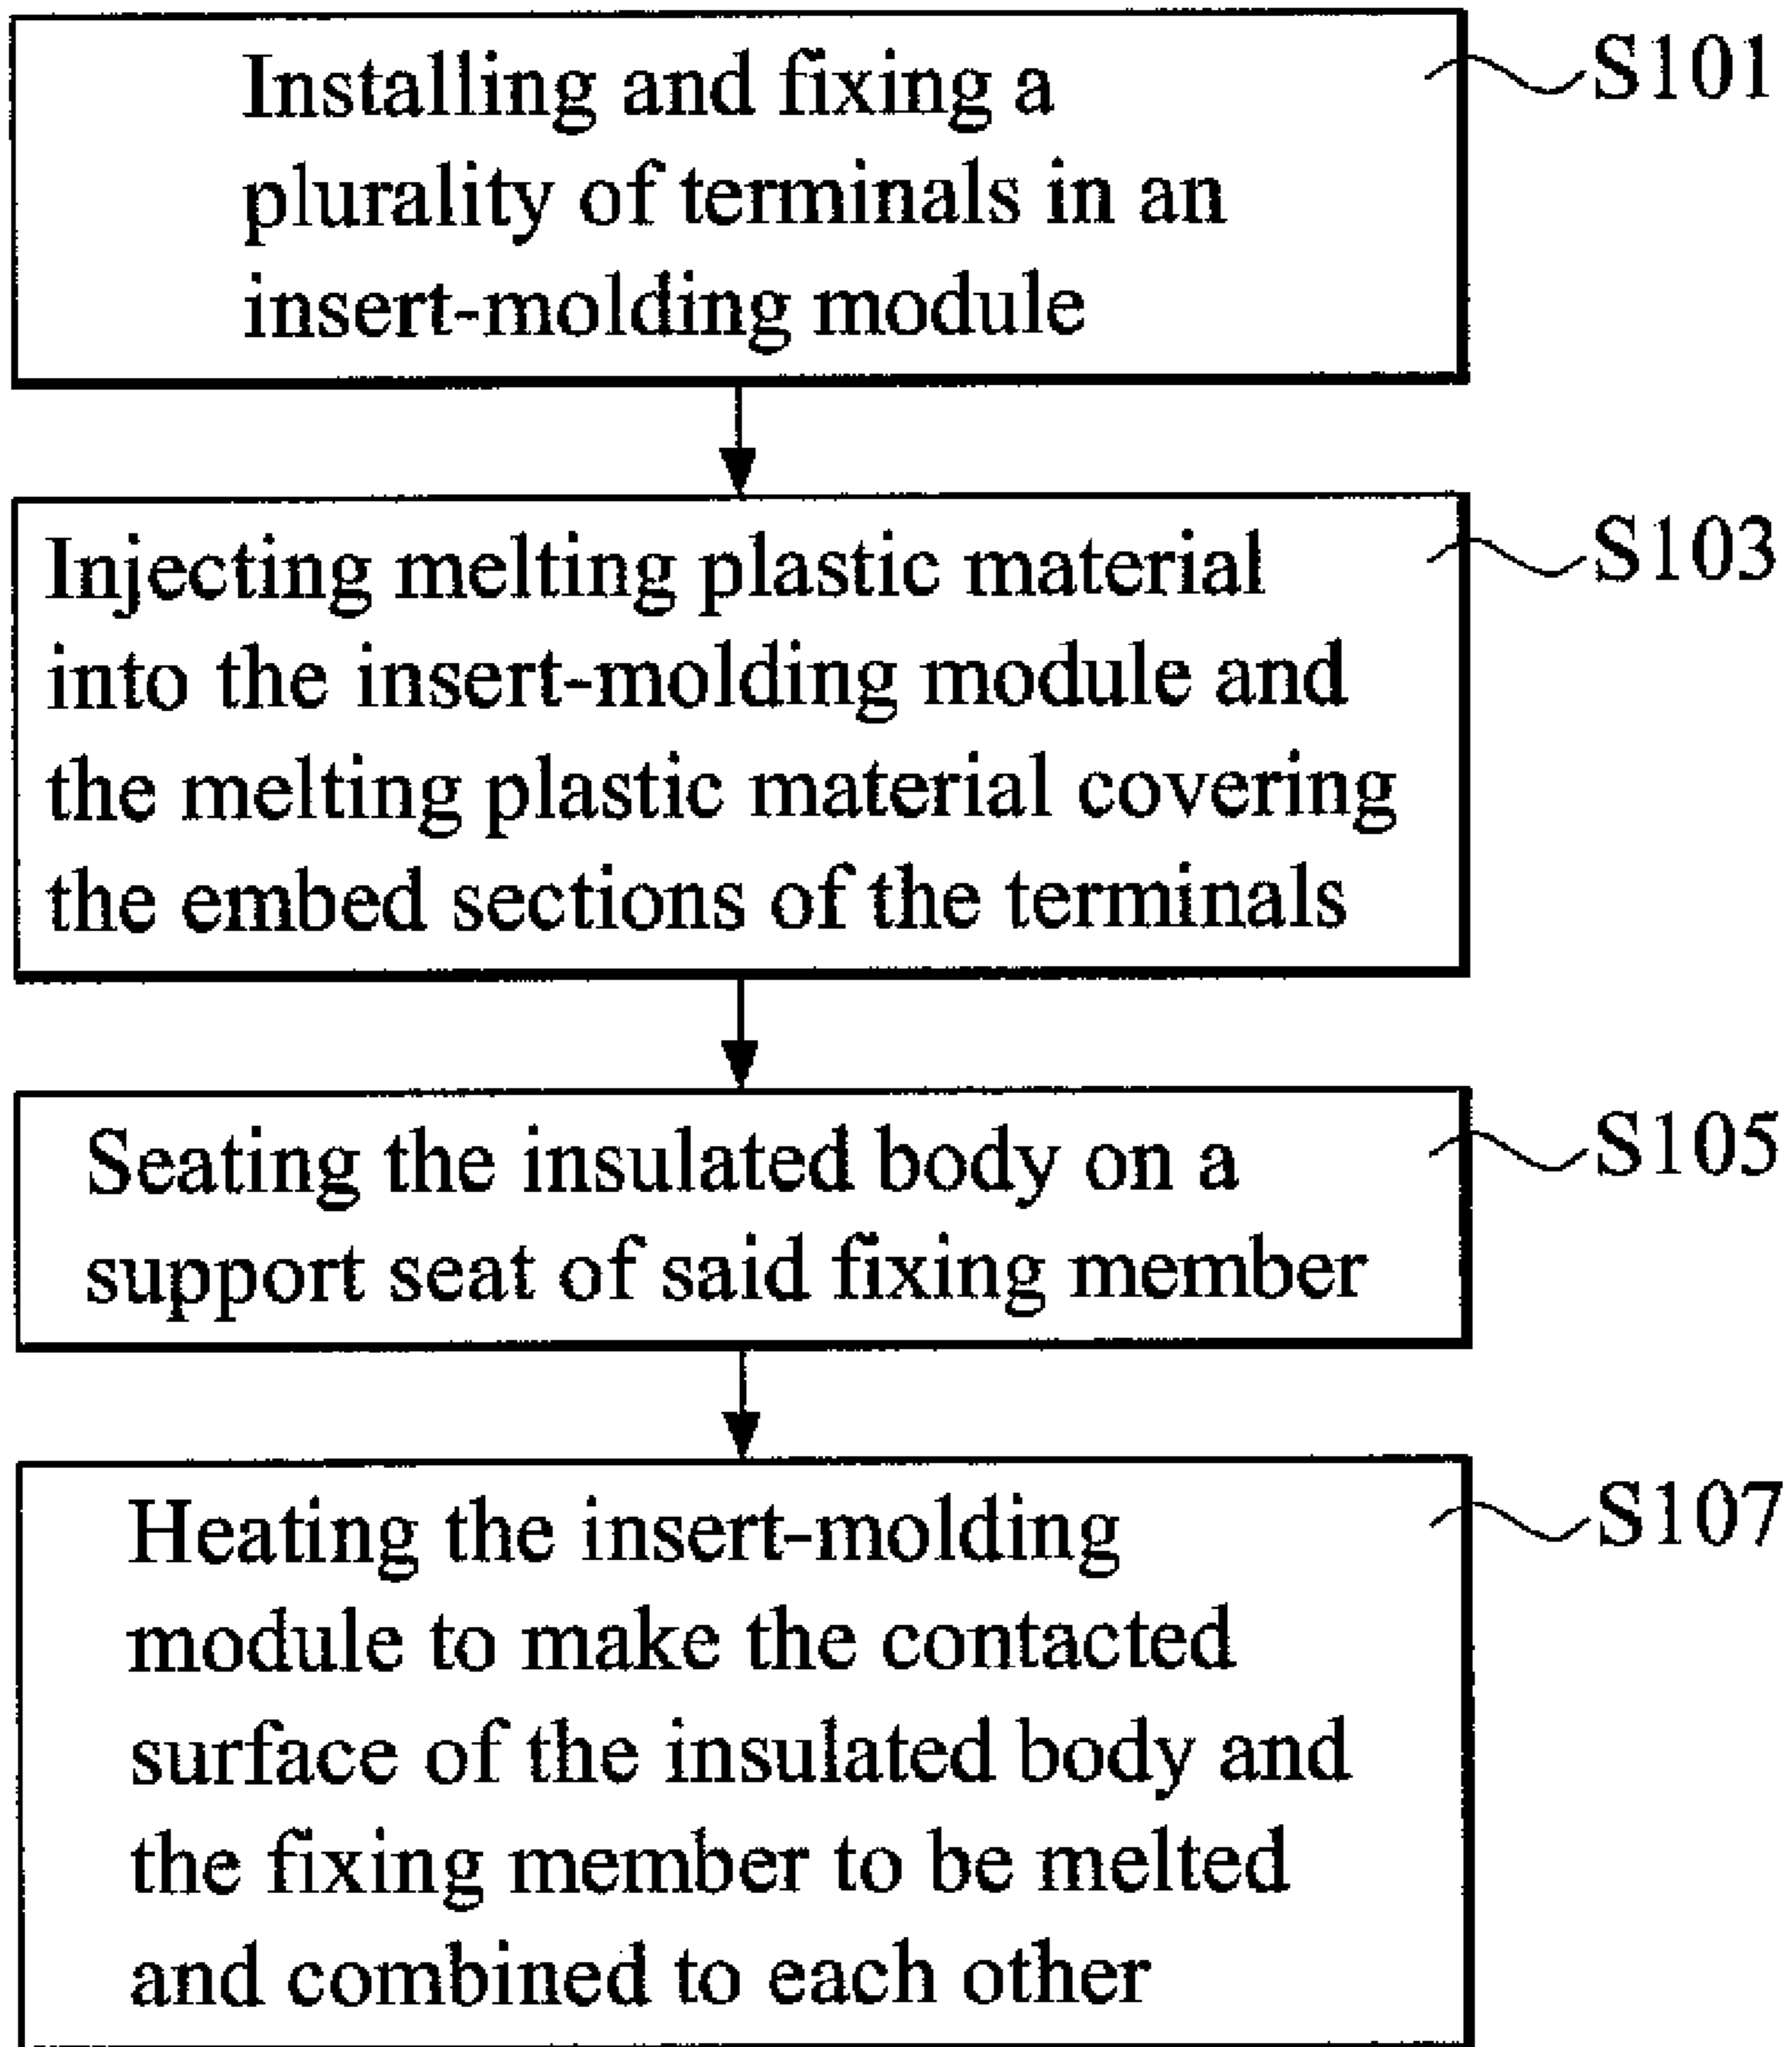 Installing and fixing a
plurality of terminals in an
insert-molding module
S101
Injecting melting plastic material
into the insert-molding module and
the melting plastic material covering
the embed sections of the terminals
S103
Seating the insulated body on a
support seat of said fixing member
S105
Heating the insert-molding
module to make the contacted
surface of the insulated body and
the fixing member to be melted
and combined to each other
S107